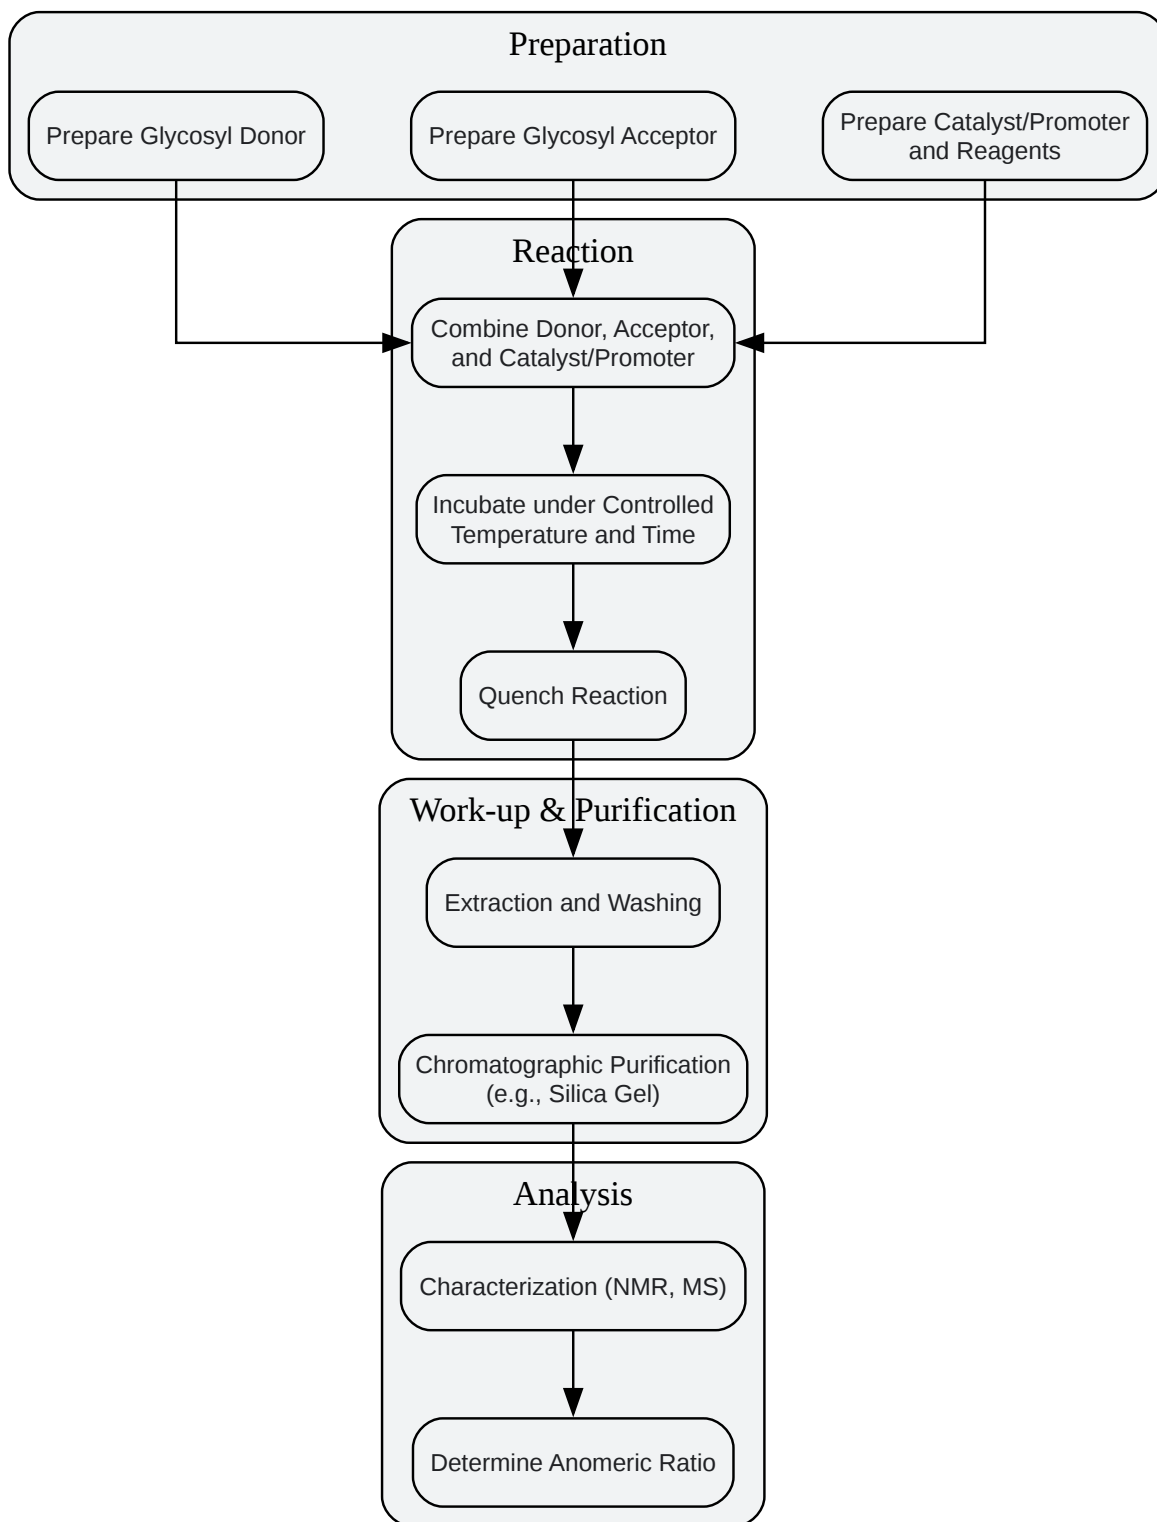 Preparation
Prepare Glycosyl Donor
Prepare Glycosyl Acceptor
Prepare Catalyst/Promoter
and Reagents
Reaction
Combine Donor, Acceptor,
and Catalyst/Promoter
Incubate under Controlled
Temperature and Time
Quench Reaction
Work-up & Purification
Extraction and Washing
Chromatographic Purification
(e.g., Silica Gel)
Analysis
Characterization (NMR, MS)
Determine Anomeric Ratio